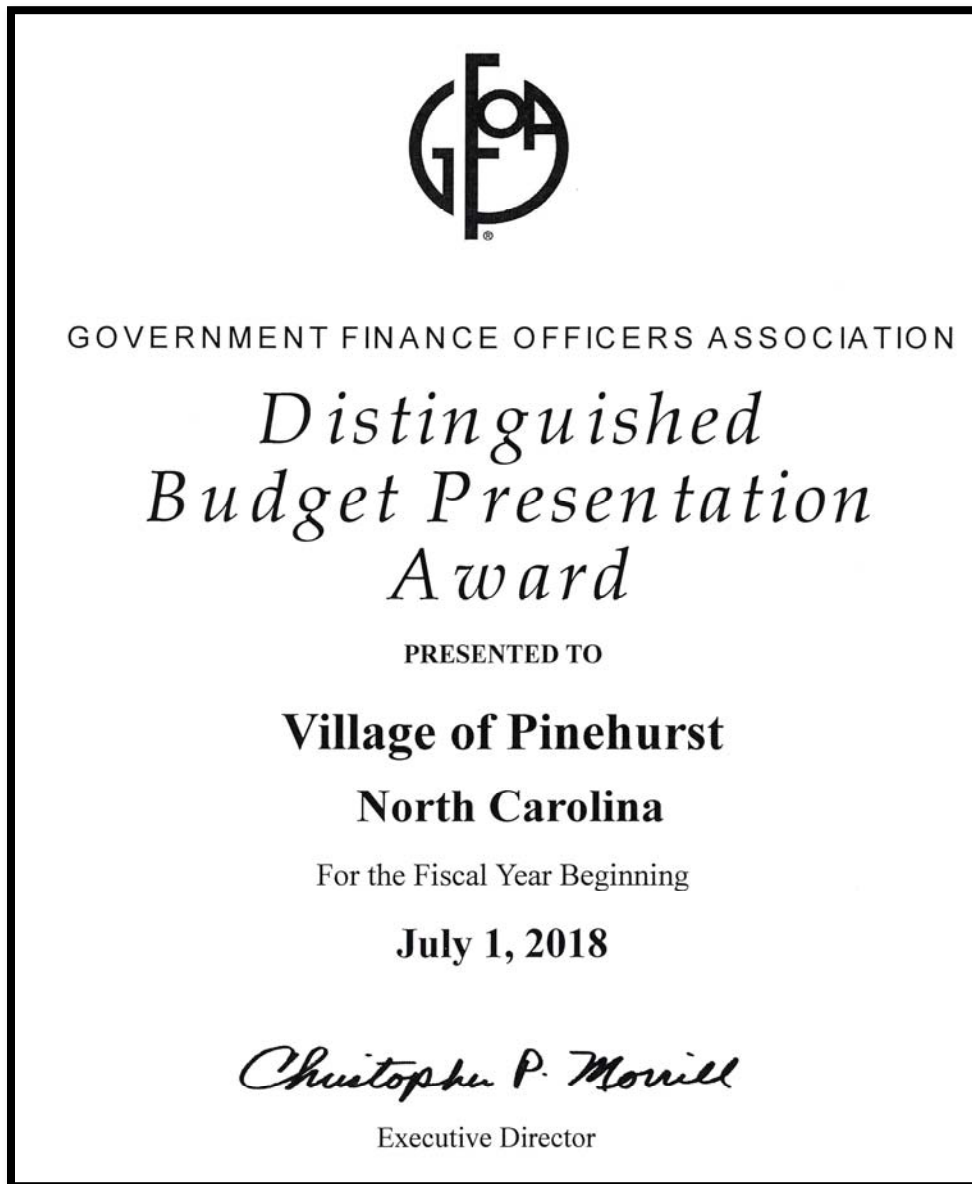 GFOA
®
GOVERNMENT FINANCE OFFICERS ASSOCIATION
Distinguished
Budget Presentation
Award
PRESENTED TO
Village of Pinehurst
North Carolina
For the Fiscal Year Beginning
July 1, 2018
Christopher P. Morrill
Executive Director